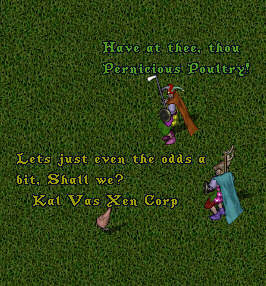 Have at thee, thou
Pernicious Poultry!
Lets just even the odds a
bit, Shall we?
Kal Vas Xen Corp